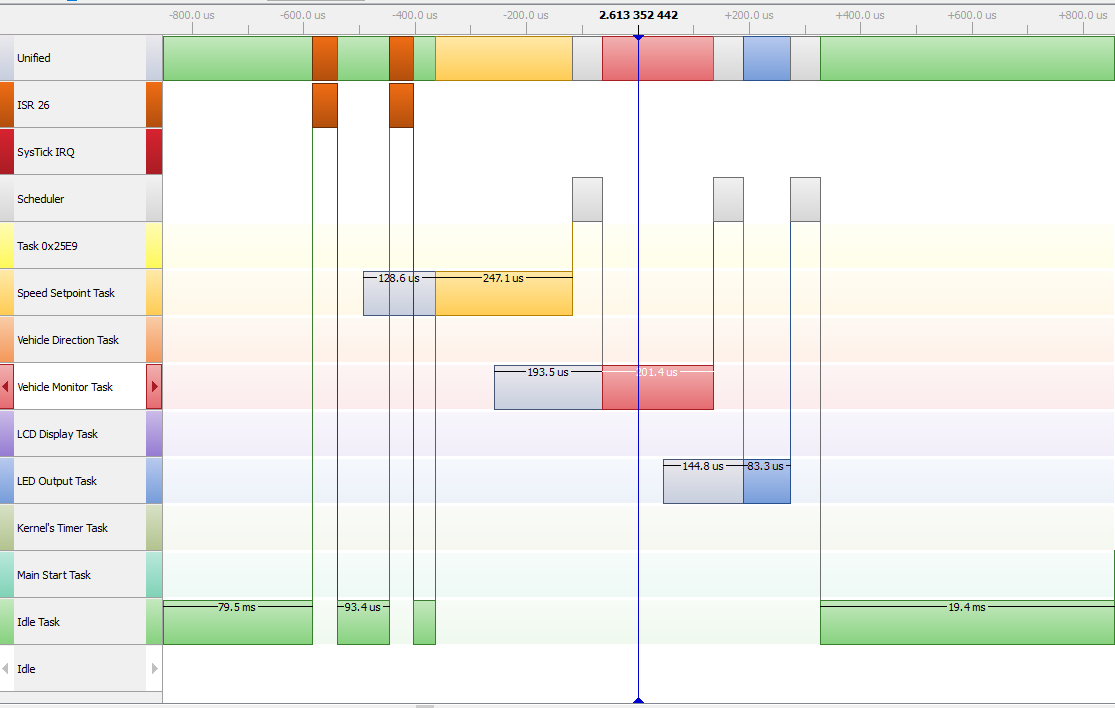 -800.0 us -600.0 us -400.0 us -200.0 us 2.613 352 442 +200.0 us +400.0 us +600.0 us +800.0 us
Unified
ISR 26
SysTick IRQ
Scheduler
Task 0x25E9
Speed Setpoint Task 128.6 us 247.1 us
Vehicle Direction Task
Vehicle Monitor Task 193.5 us 201.4 us
LCD Display Task
LED Output Task 144.8 us 83.3 us
Kernel's Timer Task
Main Start Task
Idle Task 79.5 ms 93.4 us 19.4 ms
Idle